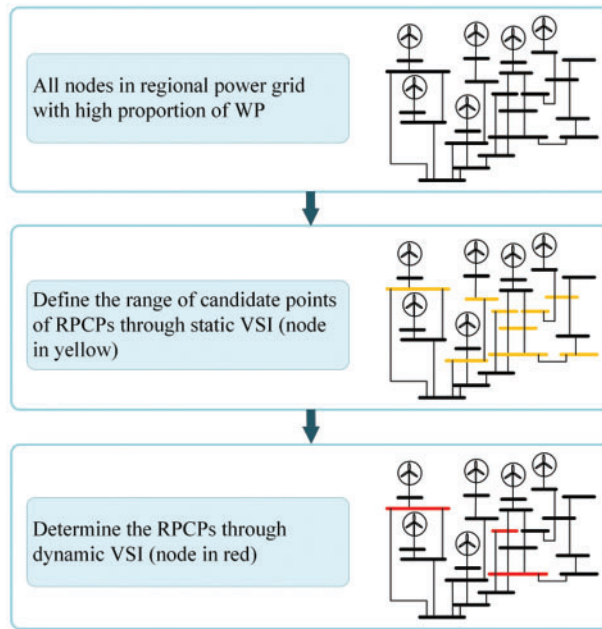 All nodes in regional power grid
with high proportion of WP
Define the range of candidate points
of RPCPs through static VSI (node
in yellow)
Determine the RPCPs through
dynamic VSI (node in red)